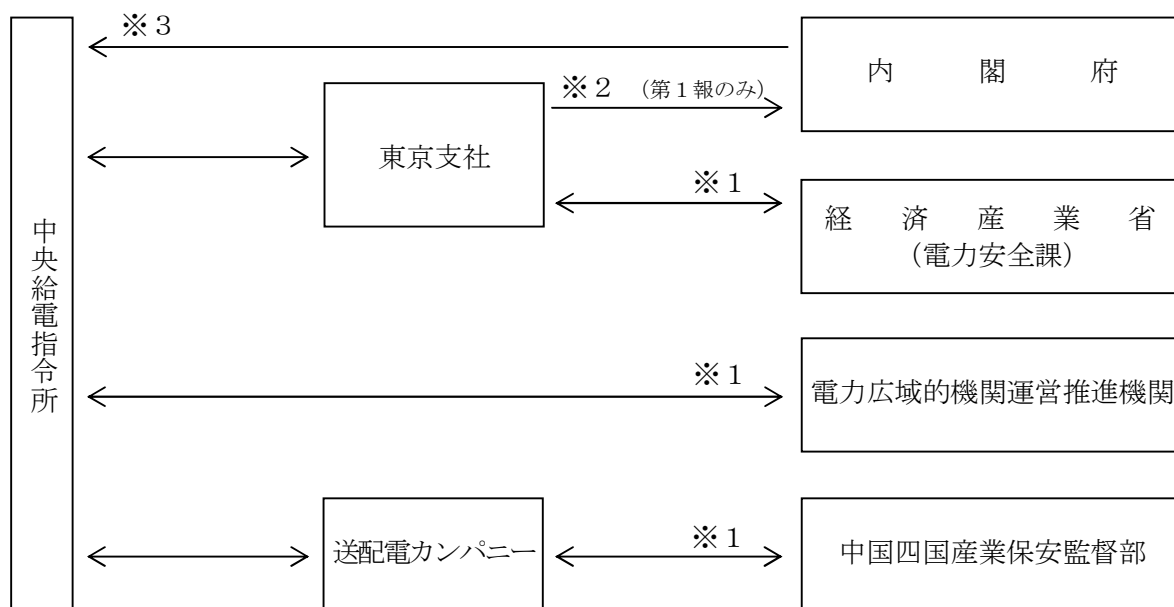 ※3
内閣府
※2 (第1報のみ)
東京支社
※1
経済産業省
(電力安全課)
中央給電指令所
※1
電力広域的機関運営推進機関
送配電カンパニー
※1
中国四国産業保安監督部